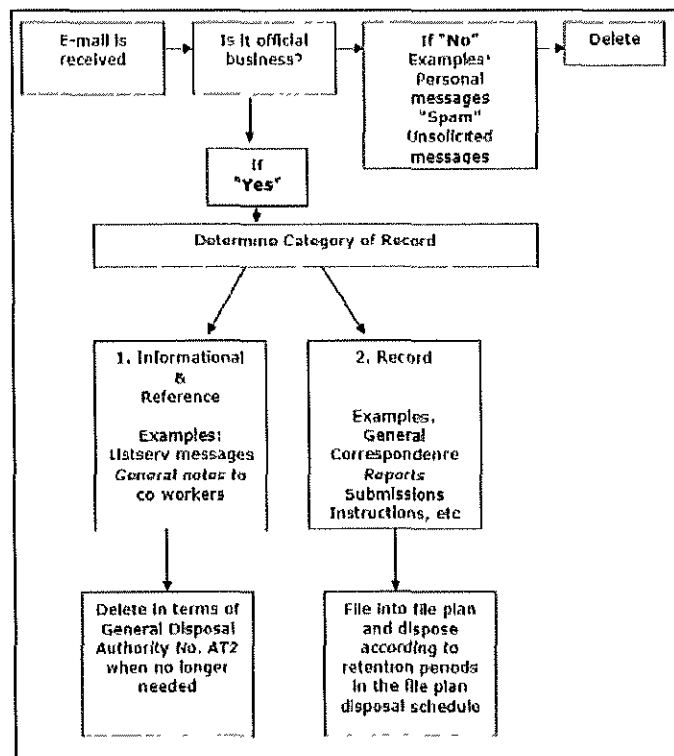 E-mail is
received
Is it official
business?
If "No"
Examples:
Personal
messages
"Spam"
Unsolicited
messages
Delete
If
"Yes"
Determine Category of Record
1. Informational
&
Reference
Examples:
Listserv messages
General notes to
co workers
2. Record
Examples,
General
Correspondence
Reports
Submissions
Instructions, etc
Delete in terms of
General Disposal
Authority No. AT2
when no longer
needed
File into file plan
and dispose
according to
retention periods
in the file plan
disposal schedule